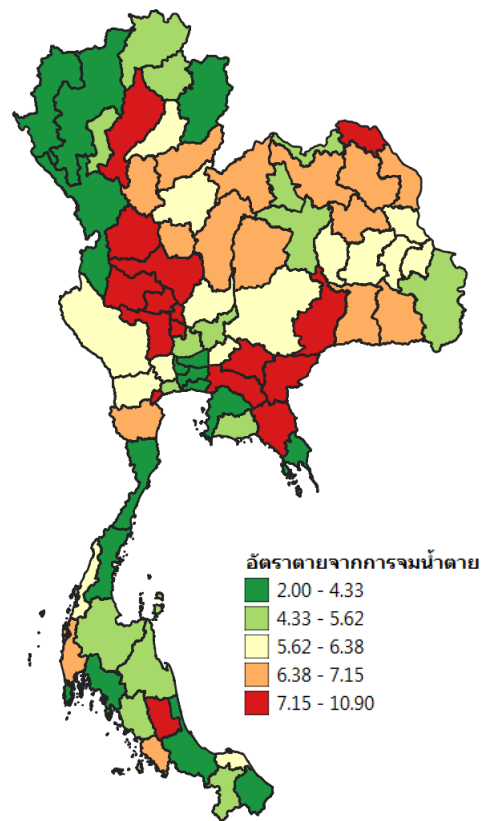 อัตราตายจากการจมน้ำตาย
2.00 - 4.33
4.33 - 5.62
5.62 - 6.38
6.38 - 7.15
7.15 - 10.90